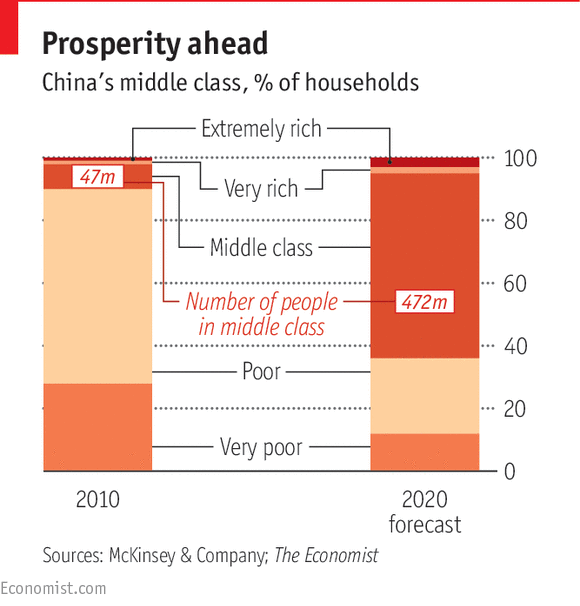 Prosperity ahead
China’s middle class, % of households
Extremely rich
100
47m
Very rich
80
Middle class
60
Number of people
in middle class
472m
40
Poor
20
Very poor
0
2010
2020
forecast
Sources: McKinsey & Company; The Economist
Economist.com